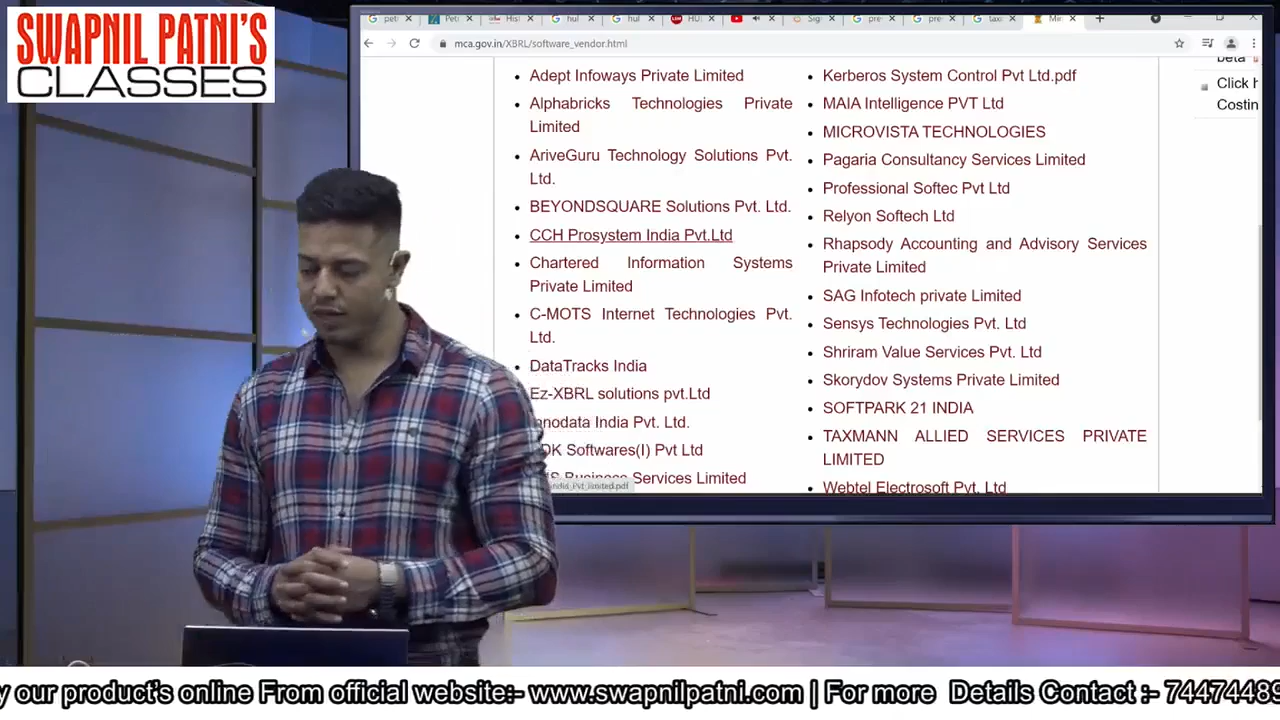 SWAPNIL PATNI'S
CLASSES
mca.gov.in/XBRL/software_vendor.html
Adept Infoways Private Limited
Alphabricks Technologies Private
Limited
AriveGuru Technology Solutions Pvt.
Ltd.
BEYONDSQUARE Solutions Pvt. Ltd.
CCH Prosystem India Pvt.Ltd
Chartered Information Systems
Private Limited
C-MOTS Internet Technologies Pvt.
Ltd.
DataTracks India
Ez-XBRL solutions pvt.Ltd
India Pvt. Ltd.
Softwares(I) Pvt Ltd
Business Services Limited
Kerberos System Control Pvt Ltd.pdf
MAIA Intelligence PVT Ltd
MICROVISTA TECHNOLOGIES
Pagaria Consultancy Services Limited
Professional Softec Pvt Ltd
Relyon Softech Ltd
Rhapsody Accounting and Advisory Services
Private Limited
SAG Infotech private Limited
Sensys Technologies Pvt. Ltd
Shriram Value Services Pvt. Ltd
Skorydov Systems Private Limited
SOFTPARK 21 INDIA
TAXMANN ALLIED SERVICES PRIVATE
LIMITED
Webtel Electrosoft Pvt. Ltd
beta
Click
Costin
y our product's online From official website:- www.swapnilpatni.com | For more Details Contact :- 74474489